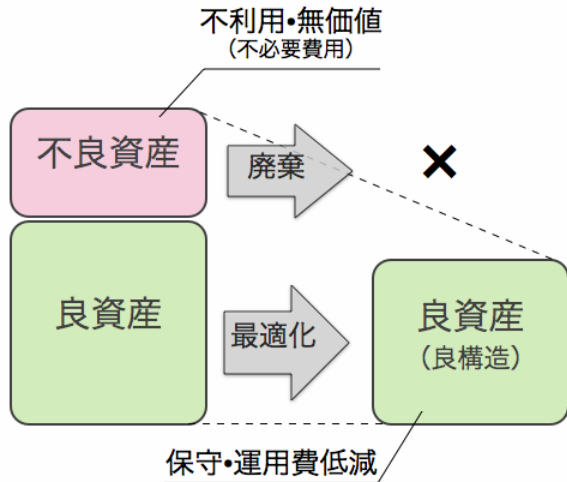 不利用•無価値
（不必要費用）
不良資産
廃棄
×
良資産
最適化
良資産
（良構造）
保守•運用費低減